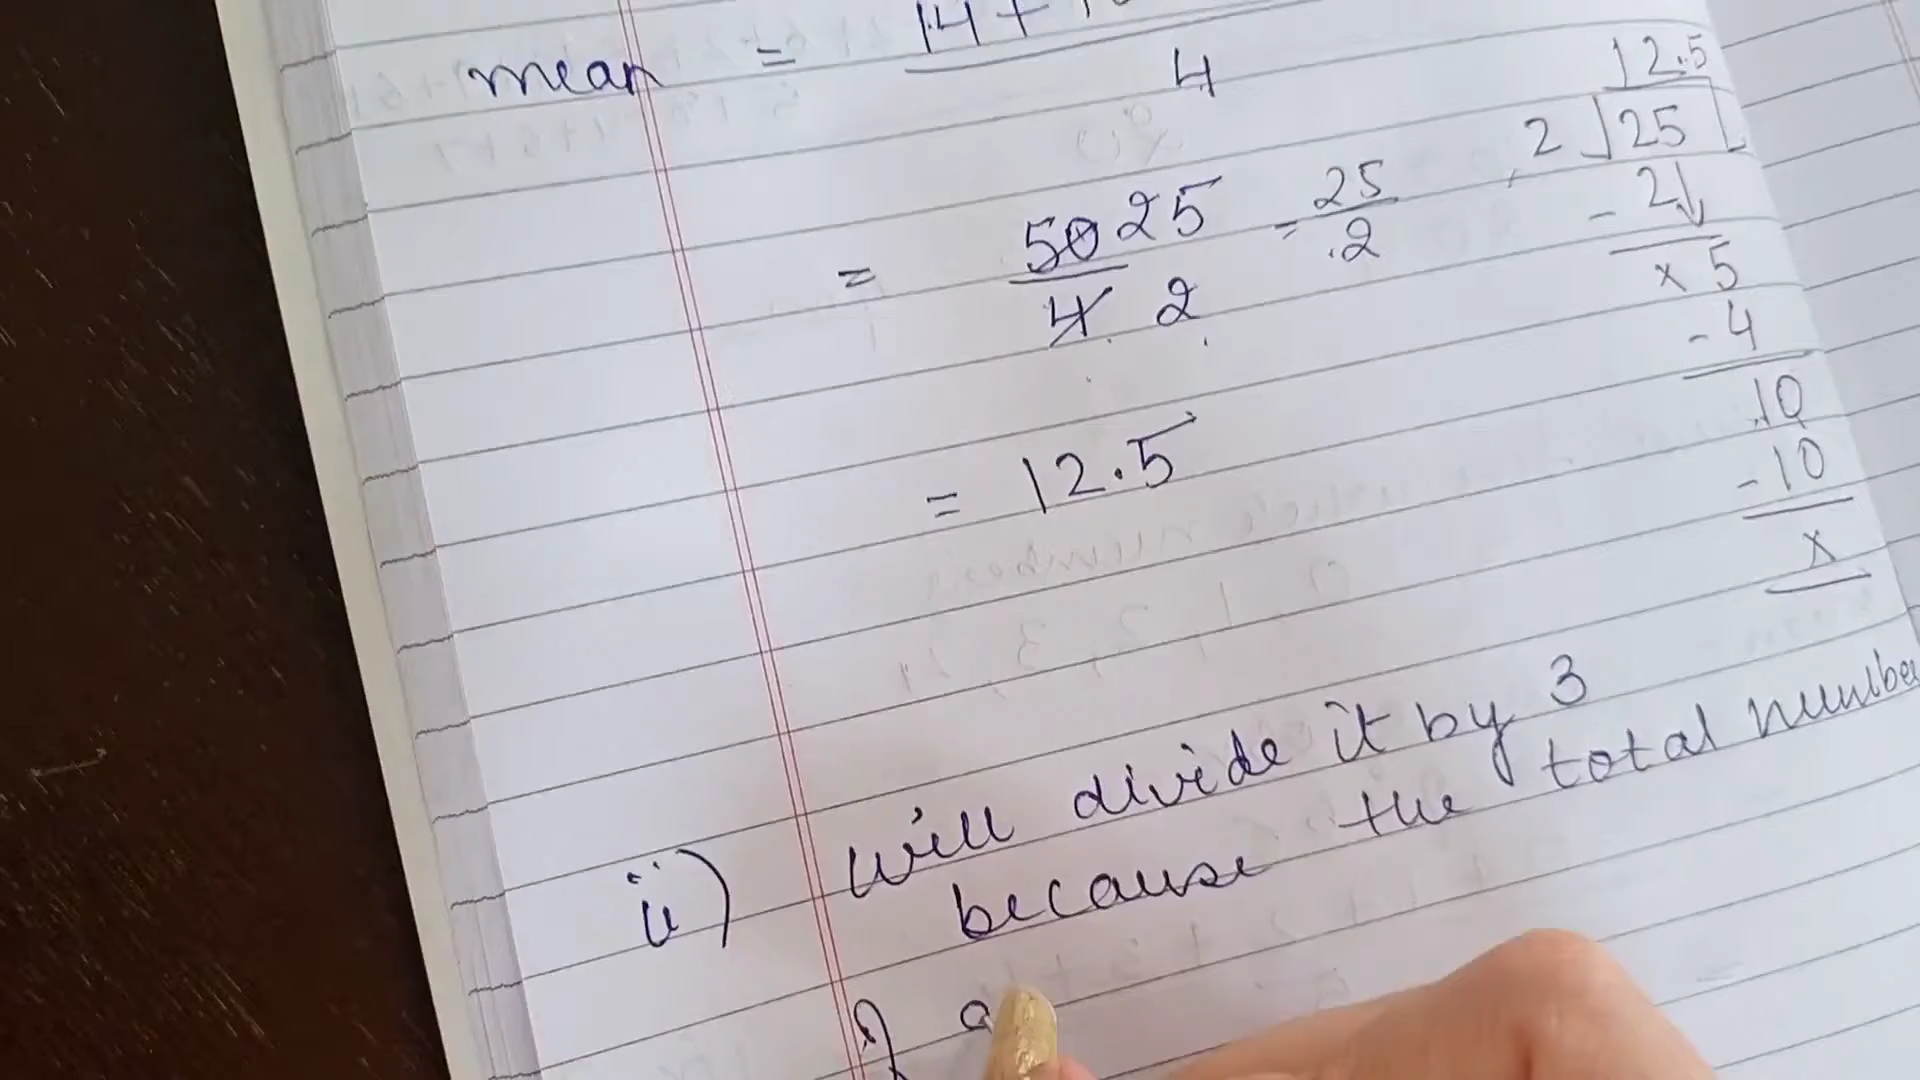 mean = 14 +
4
= 50 25 = 25
4 2 .2
= 12.5
12.5
2 √25
- 2↓
x 5
- 4
10
- 10
x
ii) Will divide it by 3
because the total number